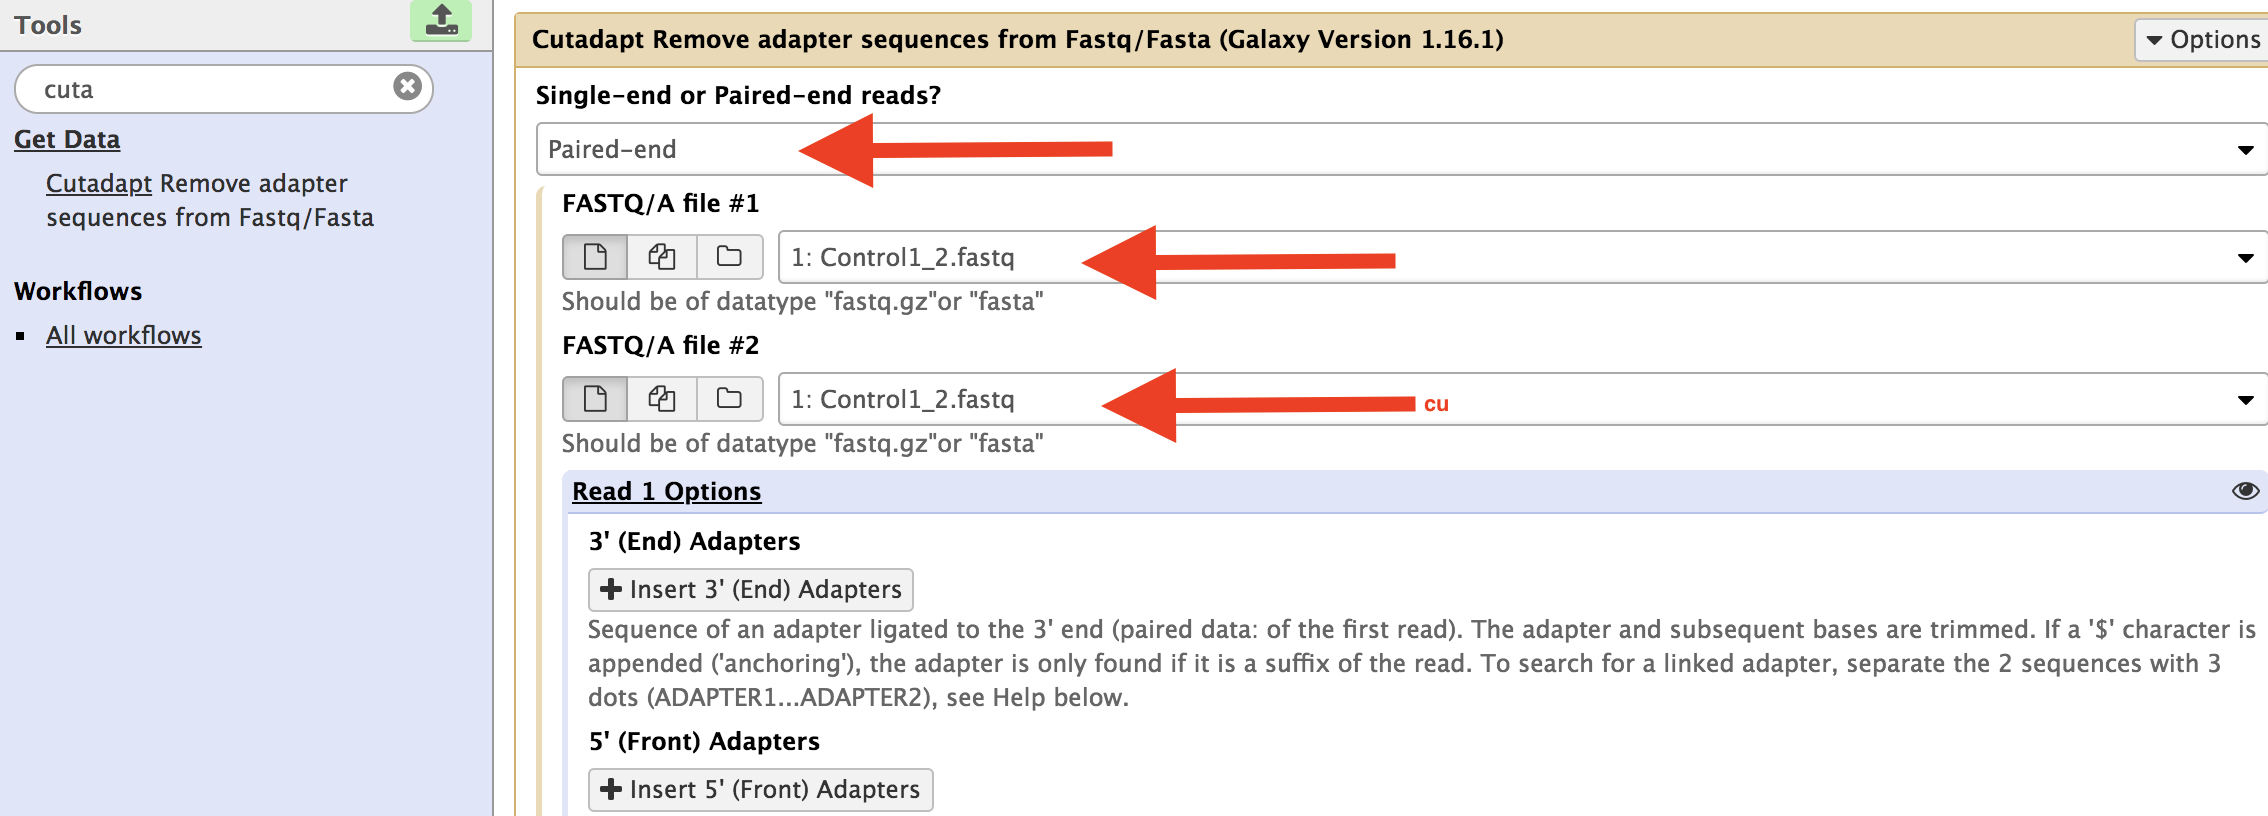 Tools
cuta
Get Data
Cutadapt Remove adapter
sequences from Fastq/Fasta
Workflows
All workflows
Cutadapt Remove adapter sequences from Fastq/Fasta (Galaxy Version 1.16.1)
Options
Single-end or Paired-end reads?
Paired-end
FASTQ/A file #1
1: Control1_2.fastq
Should be of datatype "fastq.gz"or "fasta"
FASTQ/A file #2
1: Control1_2.fastq
cu
Should be of datatype "fastq.gz"or "fasta"
Read 1 Options
3' (End) Adapters
Insert 3' (End) Adapters
Sequence of an adapter ligated to the 3' end (paired data: of the first read). The adapter and subsequent bases are trimmed. If a '$' character is
appended ('anchoring'), the adapter is only found if it is a suffix of the read. To search for a linked adapter, separate the 2 sequences with 3
dots (ADAPTER1...ADAPTER2), see Help below.
5' (Front) Adapters
Insert 5' (Front) Adapters